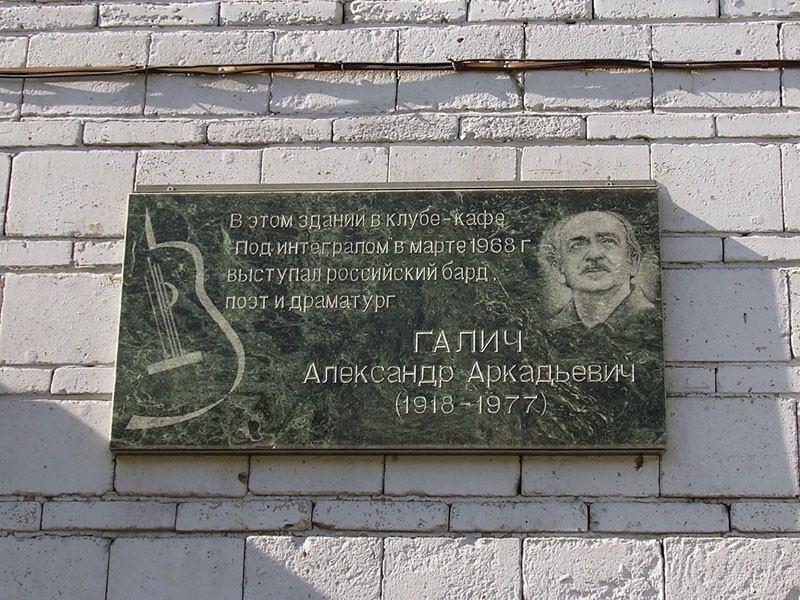 В этом здании в клубе-кафе
Под интегралом в марте 1968 г
выступал российский бард,
поэт и драматург
ГАЛИЧ
Александр Аркадьевич
(1918-1977)